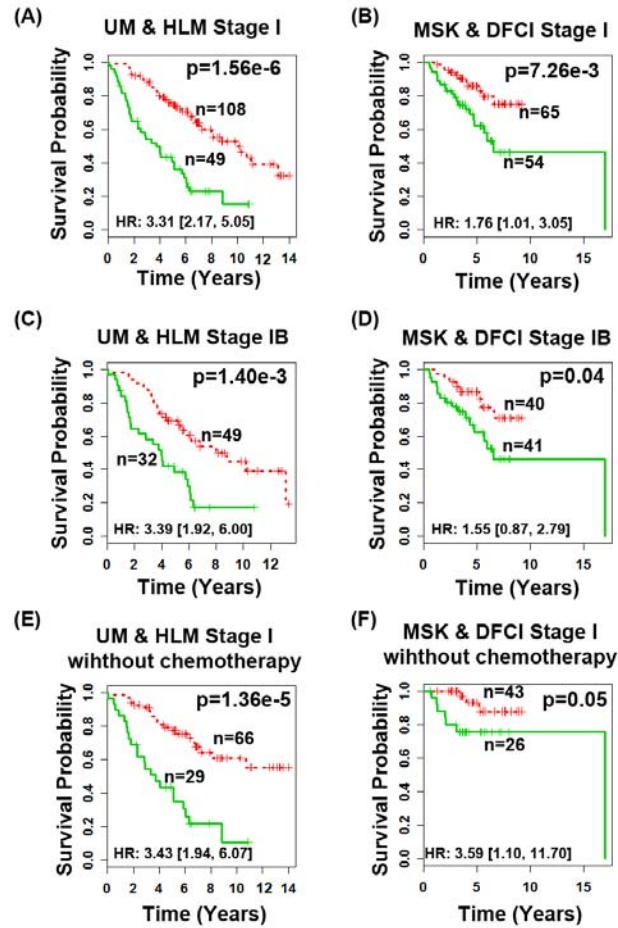 (A)
UM & HLM Stage I
Survival Probability
0.0 0.2 0.4 0.6 0.8 1.0
p=1.56e-6
n=108
n=49
HR: 3.31 [2.17, 5.05]
0 2 4 6 8 10 12 14
Time (Years)
(B)
MSK & DFCI Stage I
Survival Probability
0.0 0.2 0.4 0.6 0.8 1.0
p=7.26e-3
n=65
n=54
HR: 1.76 [1.01, 3.05]
0 5 10 15
Time (Years)
(C)
UM & HLM Stage IB
Survival Probability
0.0 0.2 0.4 0.6 0.8 1.0
p=1.40e-3
n=49
n=32
HR: 3.39 [1.92, 6.00]
0 2 4 6 8 10 12
Time (Years)
(D)
MSK & DFCI Stage IB
Survival Probability
0.0 0.2 0.4 0.6 0.8 1.0
p=0.04
n=40
n=41
HR: 1.55 [0.87, 2.79]
0 5 10 15
Time (Years)
(E)
UM & HLM Stage I
wihthout chemotherapy
Survival Probability
0.0 0.2 0.4 0.6 0.8 1.0
p=1.36e-5
n=66
n=29
HR: 3.43 [1.94, 6.07]
0 2 4 6 8 10 12 14
Time (Years)
(F)
MSK & DFCI Stage I
wihthout chemotherapy
Survival Probability
0.0 0.2 0.4 0.6 0.8 1.0
n=43
p=0.05
n=26
HR: 3.59 [1.10, 11.70]
0 5 10 15
Time (Years)